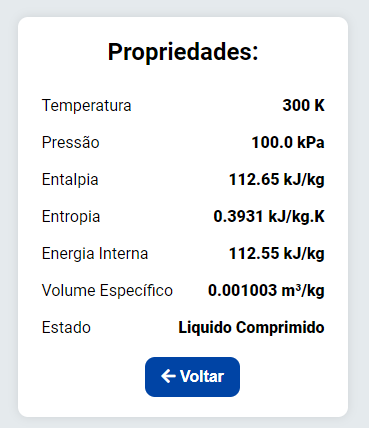 Propriedades:
Temperatura 300 K
Pressão 100.0 kPa
Entalpia 112.65 kJ/kg
Entropia 0.3931 kJ/kg.K
Energia Interna 112.55 kJ/kg
Volume Específico 0.001003 m³/kg
Estado Liquido Comprimido
← Voltar